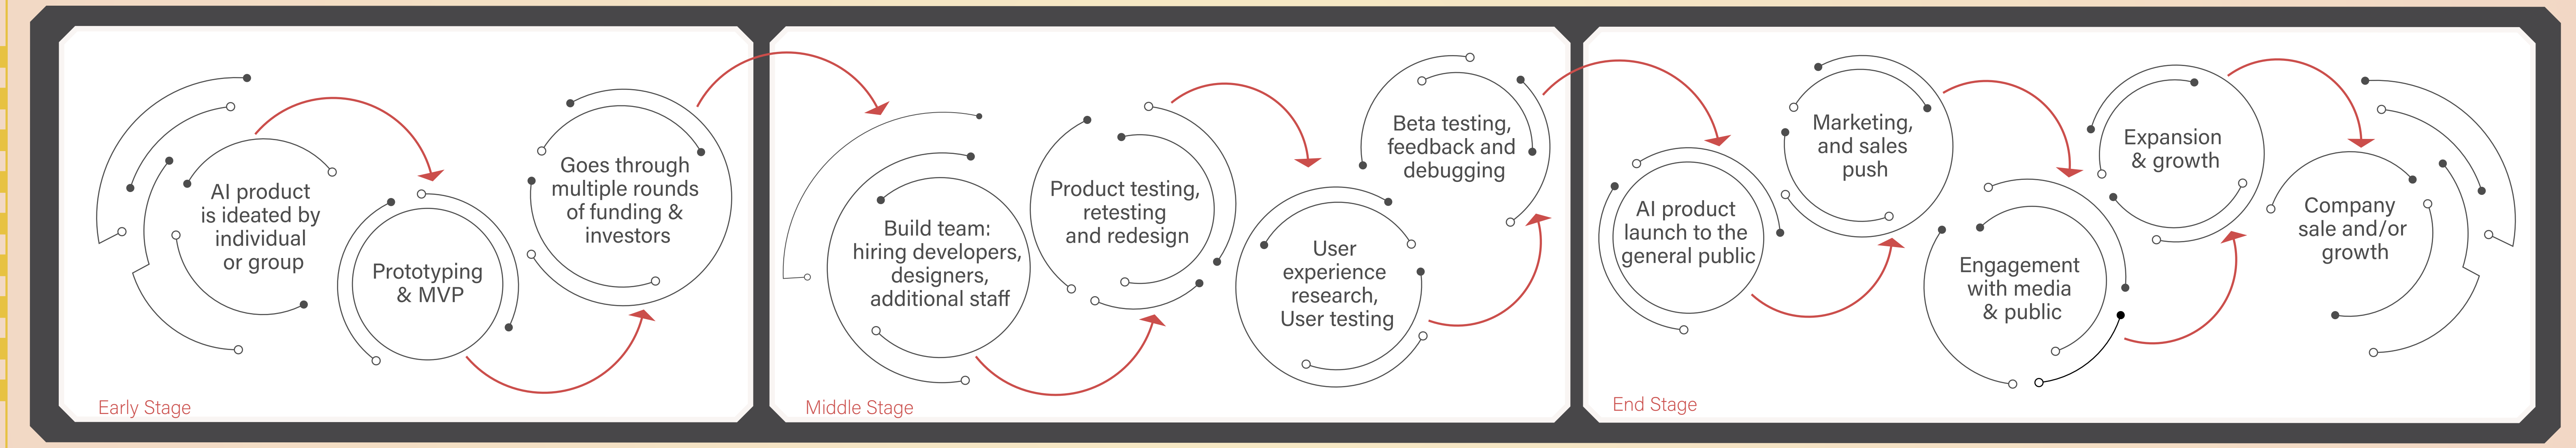 AI product
is ideated by
individual
or group
Prototyping
& MVP
Goes through
multiple rounds
of funding &
investors
Early Stage
Build team:
hiring developers,
designers,
additional staff
Product testing,
retesting
and redesign
User
experience
research,
User testing
Beta testing,
feedback and
debugging
Middle Stage
AI product
launch to the
general public
Marketing,
and sales
push
Engagement
with media
& public
Expansion
& growth
Company
sale and/or
growth
End Stage